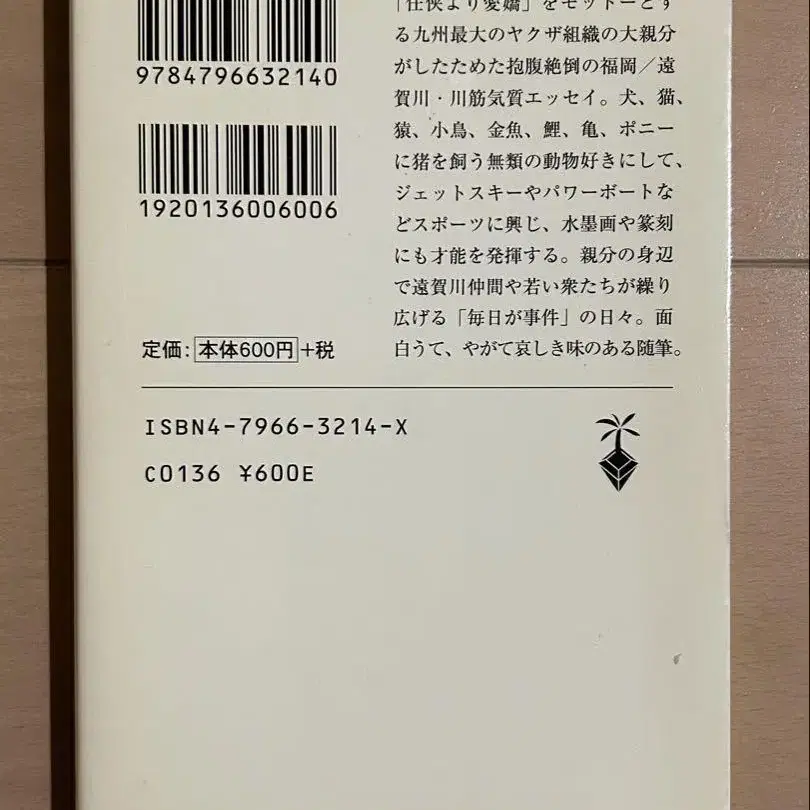 9784796632140
1920136006006
定価:本体600円+税
「任侠より愛嬌」をモットーとす
る九州最大のヤクザ組織の大親分
がしたためた抱腹絶倒の福岡／遠
賀川・川筋気質エッセイ。犬、猫、
猿、小鳥、金魚、鯉、亀、ポニー
に猪を飼う無類の動物好きにして、
ジェットスキーやパワーボートな
どスポーツに興じ、水墨画や篆刻
にも才能を発揮する。親分の身辺
で遠賀川仲間や若い衆たちが繰り
広げる「毎日が事件」の日々。面
白うて、やがて哀しき味のある随筆。
ISBN4-7966-3214-X
C0136 ¥600E